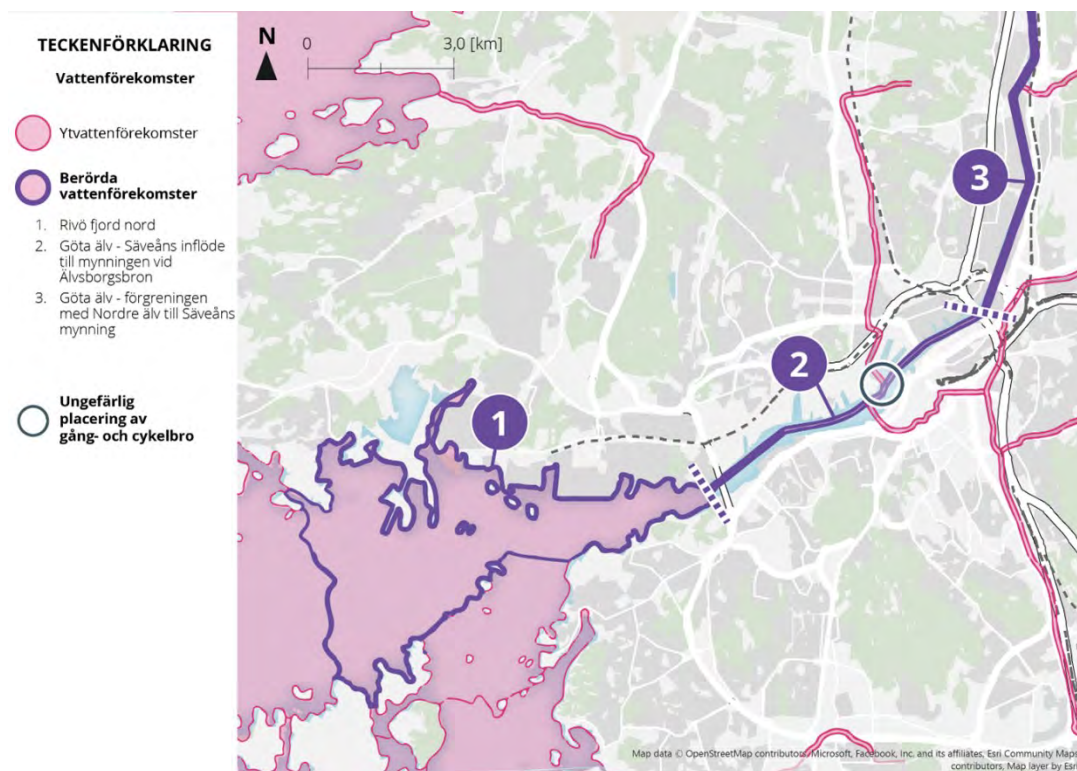 TECKENFÖRKLARING
Vattenförekomster
Ytvattenförekomster
Berörda
vattenförekomster
1. Rivö fjord nord
2. Göta älv - Säveåns inflöde
till mynningen vid
Älvsborgsbron
3. Göta älv - förgreningen
med Nordre älv till Säveåns
mynning
Ungefärlig
placering av
gång- och cykelbro
N
0 3,0 [km]
3
2
1
Map data © OpenStreetMap contributors, Microsoft, Facebook, Inc. and its affiliates, Esri Community Maps
contributors, Map layer by Esri